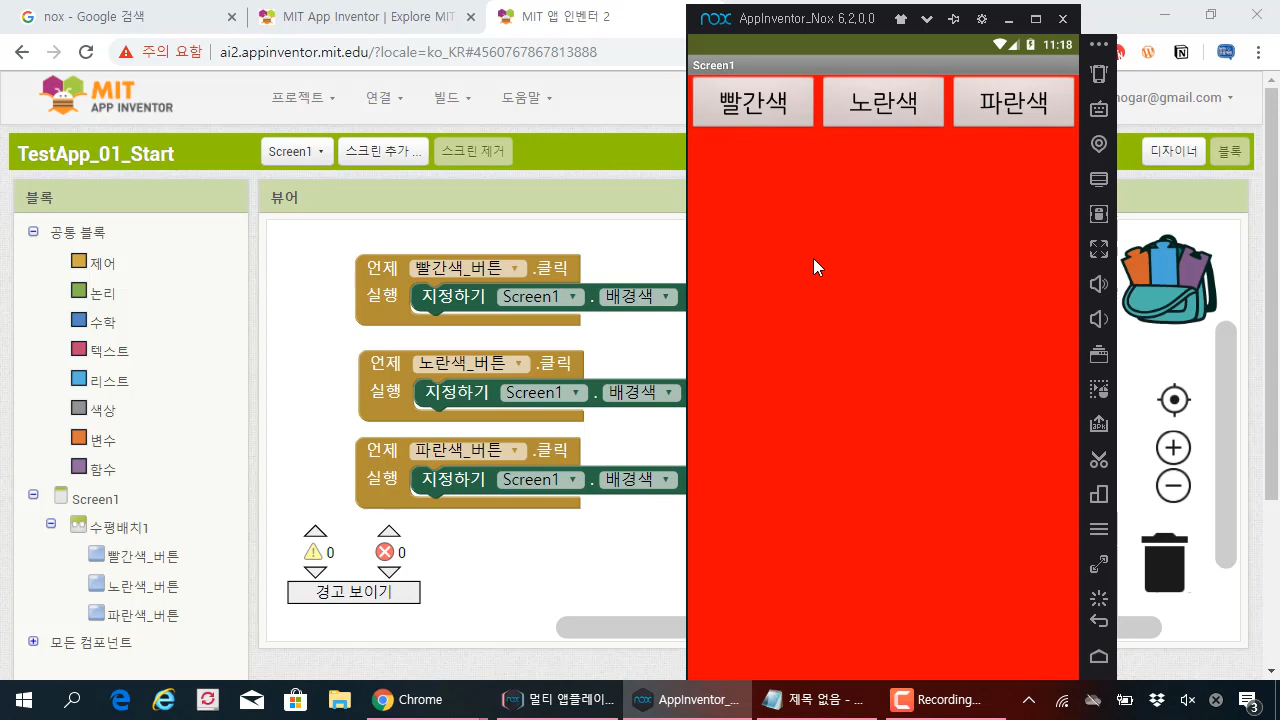 nox - Google 검색
nox - inventor | Explore
MIT 앱 인벤터 2
주의 요함
ai2.appinventor.mit.edu/?locale=ko_KR#4560767867813888
nox AppInventor_Nox 6,2,0,0
11:18
Screen1
빨간색 노란색 파란색
MIT
APP INVENTOR
프로젝트 연결 빌드 도움말
nogar@gmail.com
TestApp_01_Start
Screen1
스크린 추가 ...
스크린 제거
디자이너
블록
블록
뷰어
공통 블록
제어
논리
수학
텍스트
리스트
색상
변수
함수
Screen1
수평배치1
빨간색_버튼
노란색_버튼
파란색_버튼
모든 컴포넌트
언제 빨간색_버튼 .클릭
실행 지정하기 Screen1 . 배경색
언제 노란색_버튼 .클릭
실행 지정하기 Screen1 . 배경색
언제 파란색_버튼 .클릭
실행 지정하기 Screen1 . 배경색
0 0
경고 보이기
멀티 앱플레이...
nox AppInventor_...
제목 없음 - ...
Recording...
3